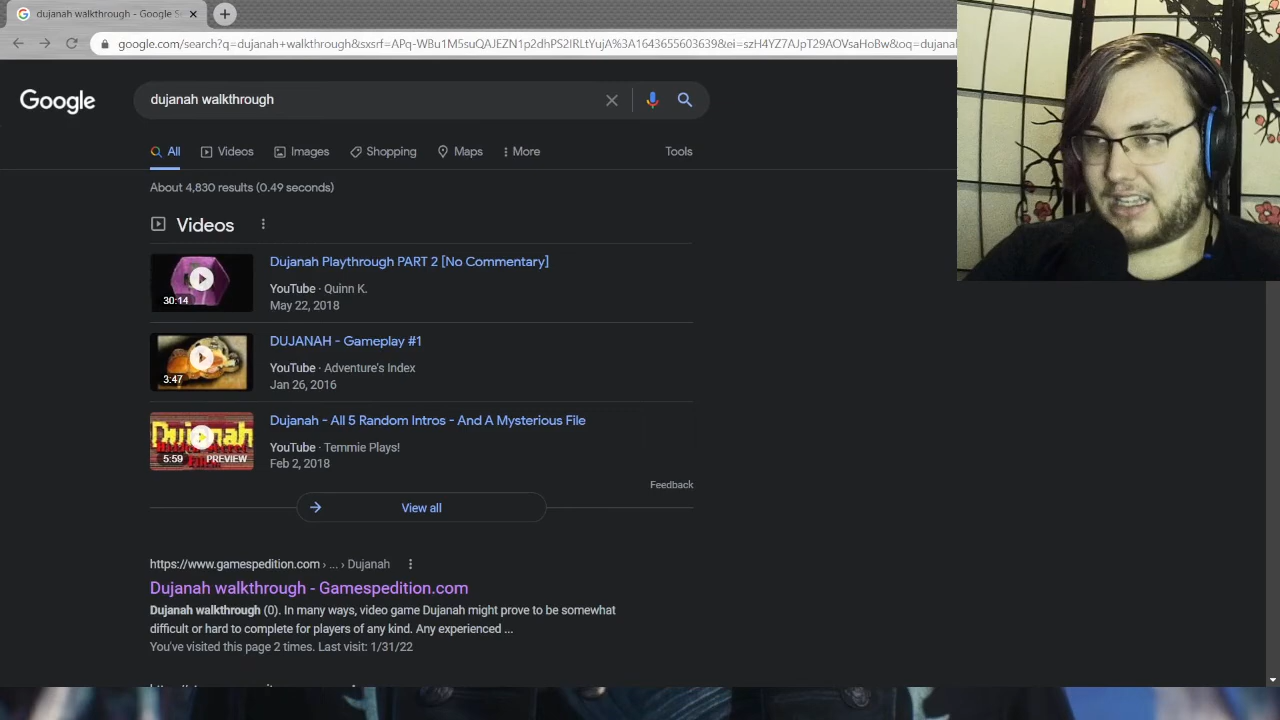 dujanah walkthrough - Google Se
google.com/search?q=dujanah+walkthrough&sxsrf=APq-WBu1M5suQAJEZN1p2dhPS2IRLtYujA%3A1643655603639&ei=szH4YZ7AJpT29AOVsaHoBw&oq=dujana
Google
dujanah walkthrough
All
Videos
Images
Shopping
Maps
More
Tools
About 4,830 results (0.49 seconds)
Videos
Dujanah Playthrough PART 2 [No Commentary]
30:14
YouTube · Quinn K.
May 22, 2018
DUJANAH - Gameplay #1
3:47
YouTube · Adventure's Index
Jan 26, 2016
Dujanah - All 5 Random Intros - And A Mysterious File
Dujanah
5:59
PREVIEW
YouTube · Temmie Plays!
Feb 2, 2018
Feedback
View all
https://www.gamespedition.com › ... › Dujanah
Dujanah walkthrough - Gamespedition.com
Dujanah walkthrough (0). In many ways, video game Dujanah might prove to be somewhat
difficult or hard to complete for players of any kind. Any experienced ...
You've visited this page 2 times. Last visit: 1/31/22